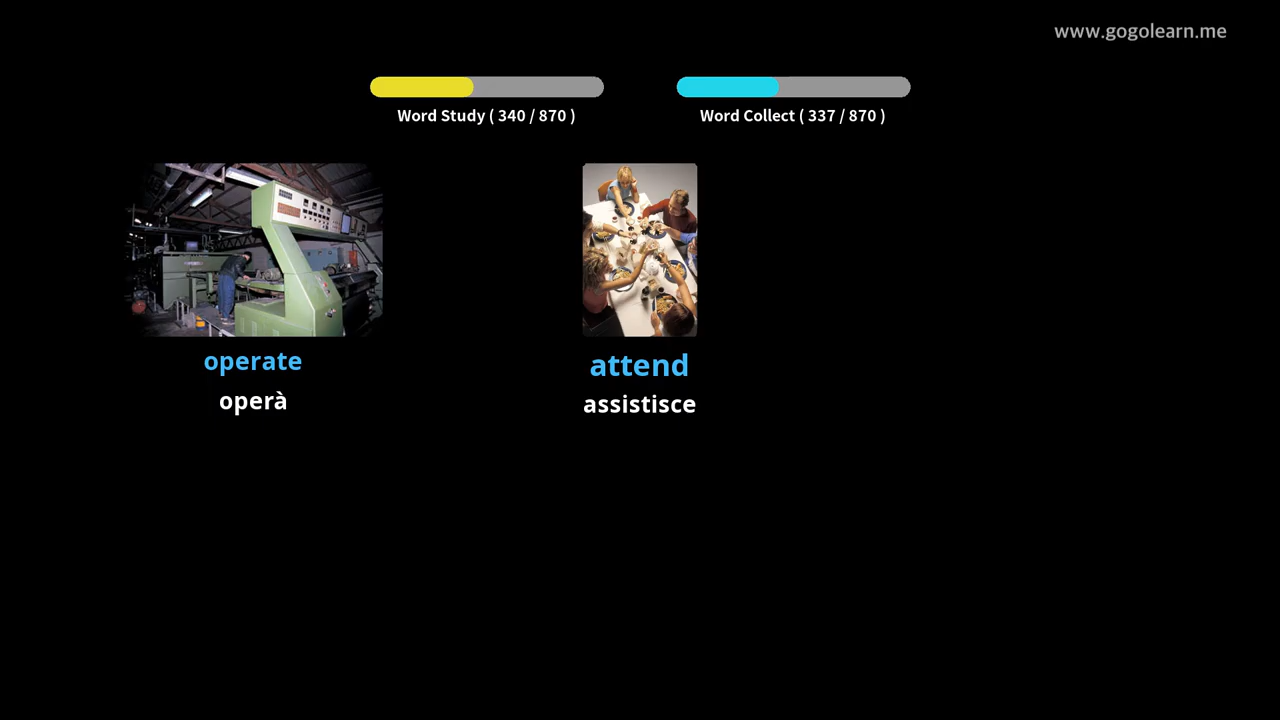 www.gogolearn.me
Word Study ( 340 / 870 )
Word Collect ( 337 / 870 )
operate
operà
attend
assistisce